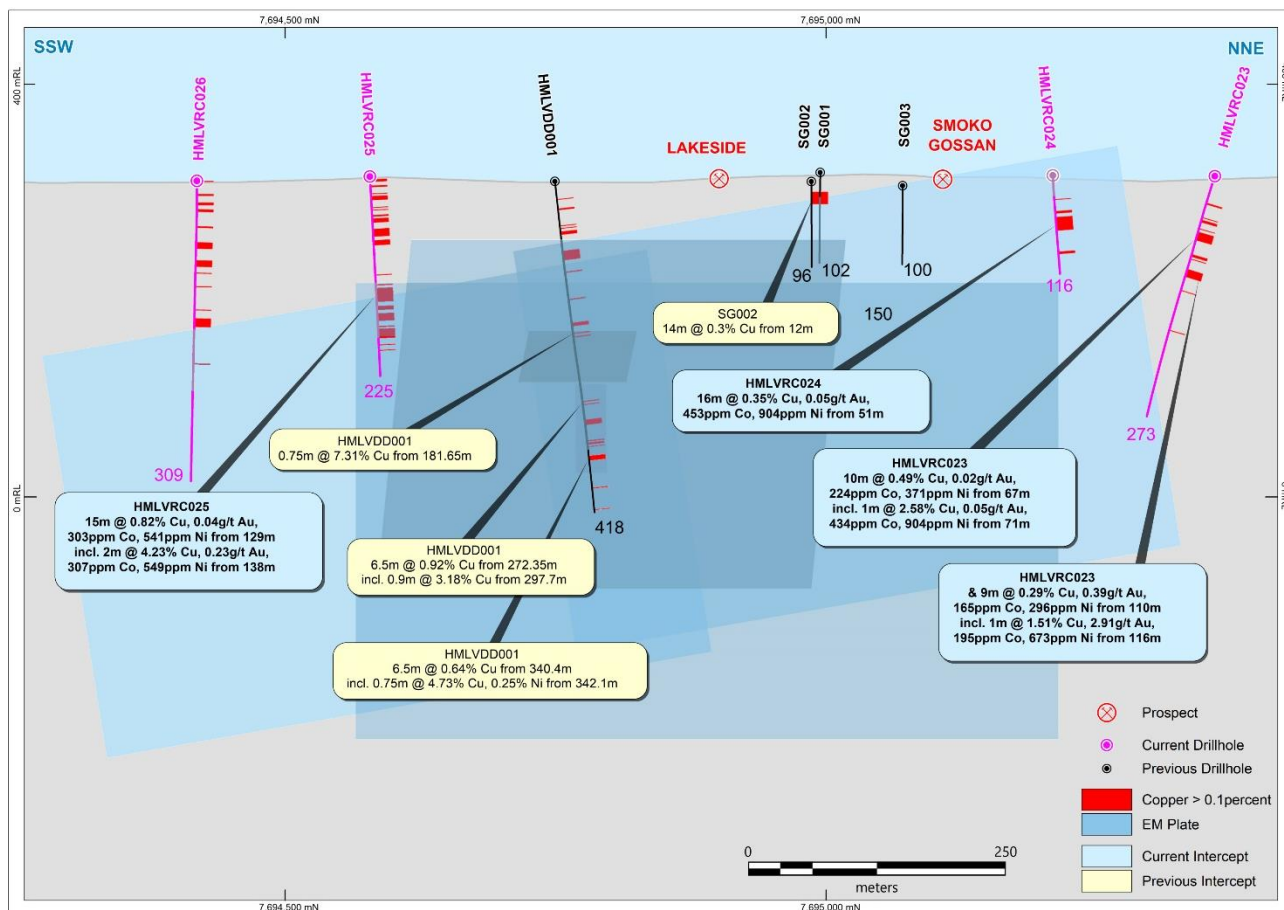 7,694,500 mN
7,695,000 mN
SSW
NNE
400 mRL
HMLVRC026
HMLVRC025
HMLVDD001
LAKESIDE
SG002
SG001
SG003
SMOKO
GOSSAN
HMLVRC024
HMLVRC023
96
102
100
116
150
225
273
309
418
0 mRL
SG002
14m @ 0.3% Cu from 12m
HMLVRC024
16m @ 0.35% Cu, 0.05g/t Au,
453ppm Co, 904ppm Ni from 51m
HMLVDD001
0.75m @ 7.31% Cu from 181.65m
HMLVRC023
10m @ 0.49% Cu, 0.02g/t Au,
224ppm Co, 371ppm Ni from 67m
incl. 1m @ 2.58% Cu, 0.05g/t Au,
434ppm Co, 904ppm Ni from 71m
HMLVRC025
15m @ 0.82% Cu, 0.04g/t Au,
303ppm Co, 541ppm Ni from 129m
incl. 2m @ 4.23% Cu, 0.23g/t Au,
307ppm Co, 549ppm Ni from 138m
HMLVDD001
6.5m @ 0.92% Cu from 272.35m
incl. 0.9m @ 3.18% Cu from 297.7m
HMLVRC023
& 9m @ 0.29% Cu, 0.39g/t Au,
165ppm Co, 296ppm Ni from 110m
incl. 1m @ 1.51% Cu, 2.91g/t Au,
195ppm Co, 673ppm Ni from 116m
HMLVDD001
6.5m @ 0.64% Cu from 340.4m
incl. 0.75m @ 4.73% Cu, 0.25% Ni from 342.1m
Prospect
Current Drillhole
Previous Drillhole
Copper > 0.1percent
EM Plate
Current Intercept
Previous Intercept
0
250
meters
7,694,500 mN
7,695,000 mN